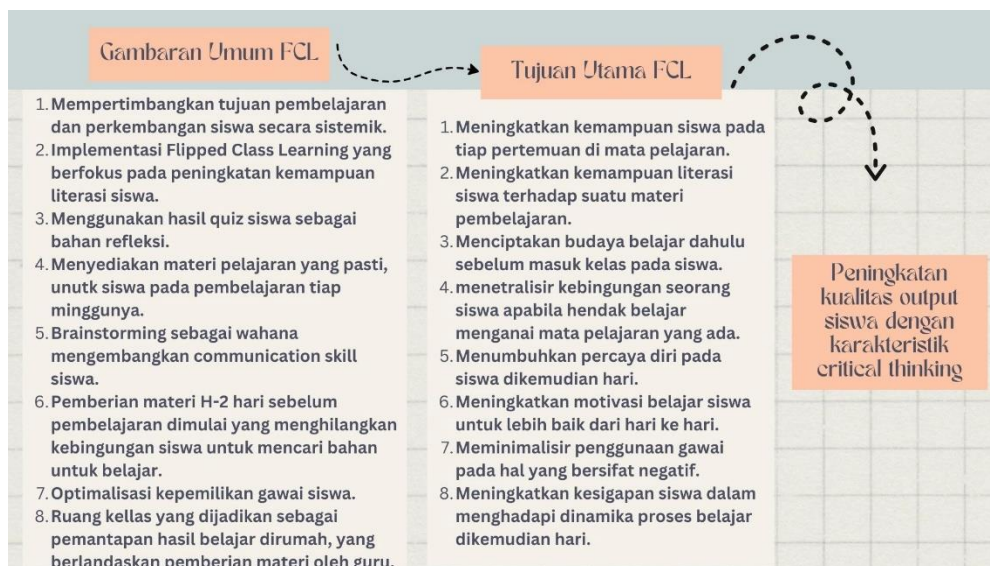 Gambaran Umum FCL
1. Mempertimbangkan tujuan pembelajaran
dan perkembangan siswa secara sistemik.
2. Implementasi Flipped Class Learning yang
berfokus pada peningkatan kemampuan
literasi siswa.
3. Menggunakan hasil quiz siswa sebagai
bahan refleksi.
4. Menyediakan materi pelajaran yang pasti,
unutk siswa pada pembelajaran tiap
minggunya.
5. Brainstorming sebagai wahana
mengembangkan communication skill
siswa.
6. Pemberian materi H-2 hari sebelum
pembelajaran dimulai yang menghilangkan
kebingungan siswa untuk mencari bahan
untuk belajar.
7. Optimalisasi kepemilikan gawai siswa.
8. Ruang kellas yang dijadikan sebagai
pemantapan hasil belajar dirumah, yang
berlandaskan pemberian materi oleh guru.
Tujuan Utama FCL
1. Meningkatkan kemampuan siswa pada
tiap pertemuan di mata pelajaran.
2. Meningkatkan kemampuan literasi
siswa terhadap suatu materi
pembelajaran.
3. Menciptakan budaya belajar dahulu
sebelum masuk kelas pada siswa.
4. menetralisir kebingungan seorang
siswa apabila hendak belajar
menganai mata pelajaran yang ada.
5. Menumbuhkan percaya diri pada
siswa dikemudian hari.
6. Meningkatkan motivasi belajar siswa
untuk lebih baik dari hari ke hari.
7. Meminimalisir penggunaan gawai
pada hal yang bersifat negatif.
8. Meningkatkan kesigapan siswa dalam
menghadapi dinamika proses belajar
dikemudian hari.
Peningkatan
kualitas output
siswa dengan
karakteristik
critical thinking